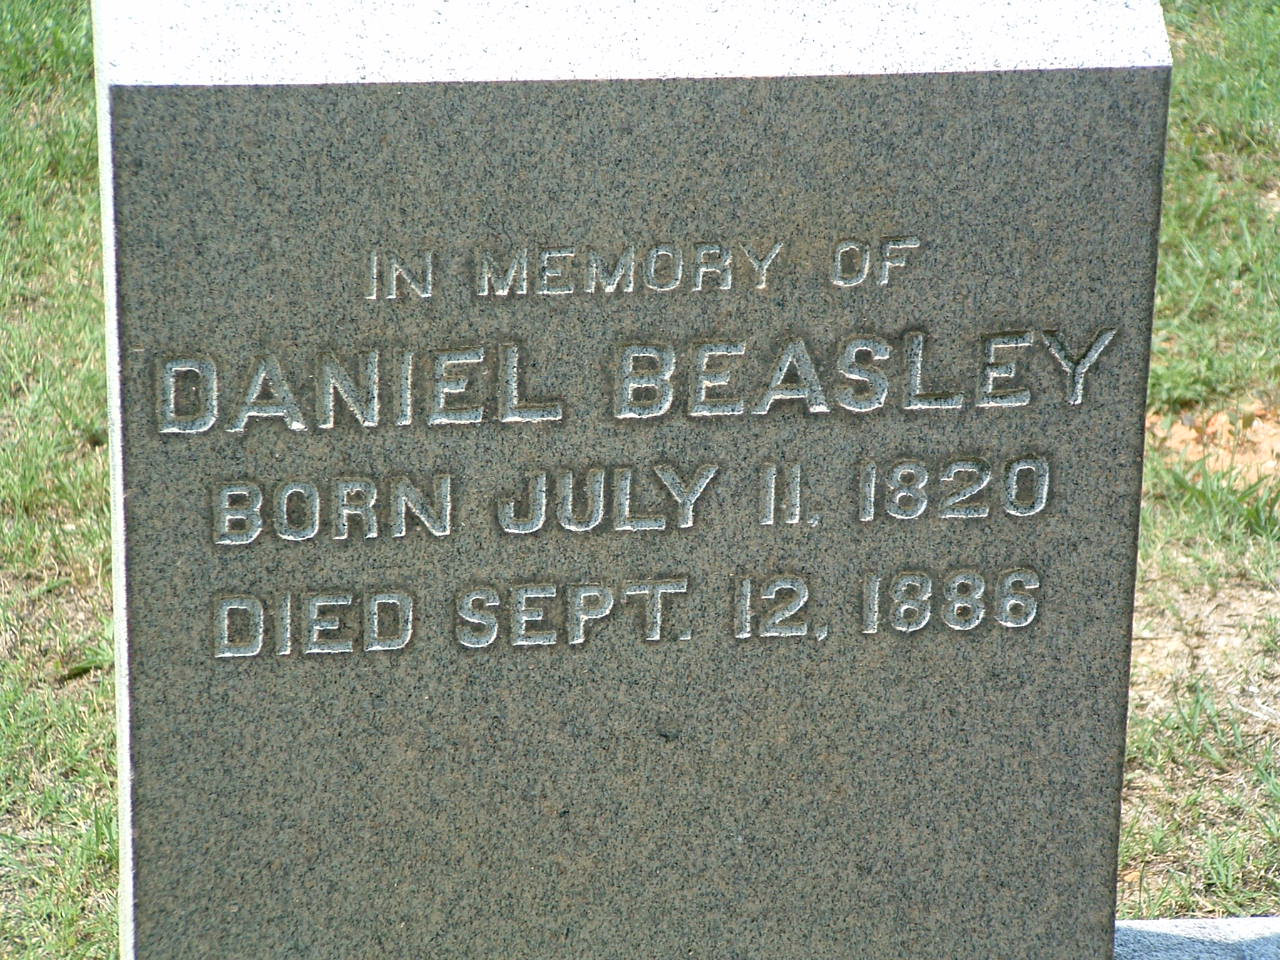 IN MEMORY OF
DANIEL BEASLEY
BORN JULY 11, 1820
DIED SEPT. 12, 1886